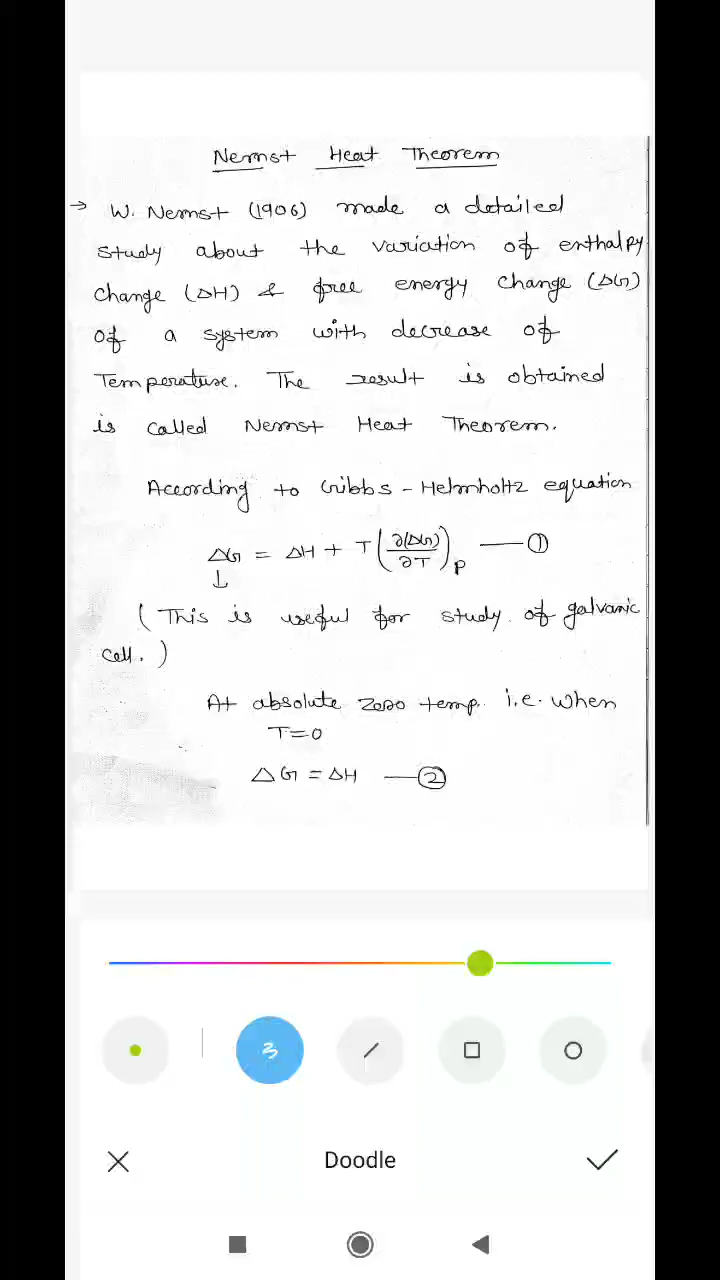 Nernst Heat Theorem
→ W. Nernst (1906) made a detailed
study about the variation of enthalpy
change (ΔH) & free energy change (ΔG)
of a system with decrease of
Temperature. The result is obtained
is called Nernst Heat Theorem.
According to Gibbs - Helmholtz equation
ΔG = ΔH + T (∂(ΔG)/∂T)P —— ①
↓
(This is useful for study of galvanic
cell.)
At absolute zero temp. i.e. when
T=0
ΔG = ΔH —— ②
Doodle